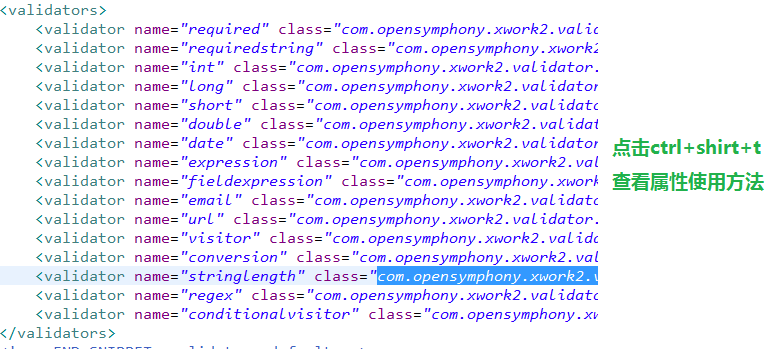 <validators>
<validator name="required" class="com.opensymphony.xwork2.valida
<validator name="requiredstring" class="com.opensymphony.xwork2
<validator name="int" class="com.opensymphony.xwork2.validator.
<validator name="long" class="com.opensymphony.xwork2.validator
<validator name="short" class="com.opensymphony.xwork2.validato
<validator name="double" class="com.opensymphony.xwork2.validat
<validator name="date" class="com.opensymphony.xwork2.validator
<validator name="expression" class="com.opensymphony.xwork2.val
<validator name="fieldexpression" class="com.opensymphony.xwork
<validator name="email" class="com.opensymphony.xwork2.validato
<validator name="url" class="com.opensymphony.xwork2.validator.
<validator name="visitor" class="com.opensymphony.xwork2.valida
<validator name="conversion" class="com.opensymphony.xwork2.val
<validator name="stringlength" class="com.opensymphony.xwork2.v
<validator name="regex" class="com.opensymphony.xwork2.validato
<validator name="conditionalvisitor" class="com.opensymphony.xw
</validators>
点击ctrl+shirt+t
查看属性使用方法